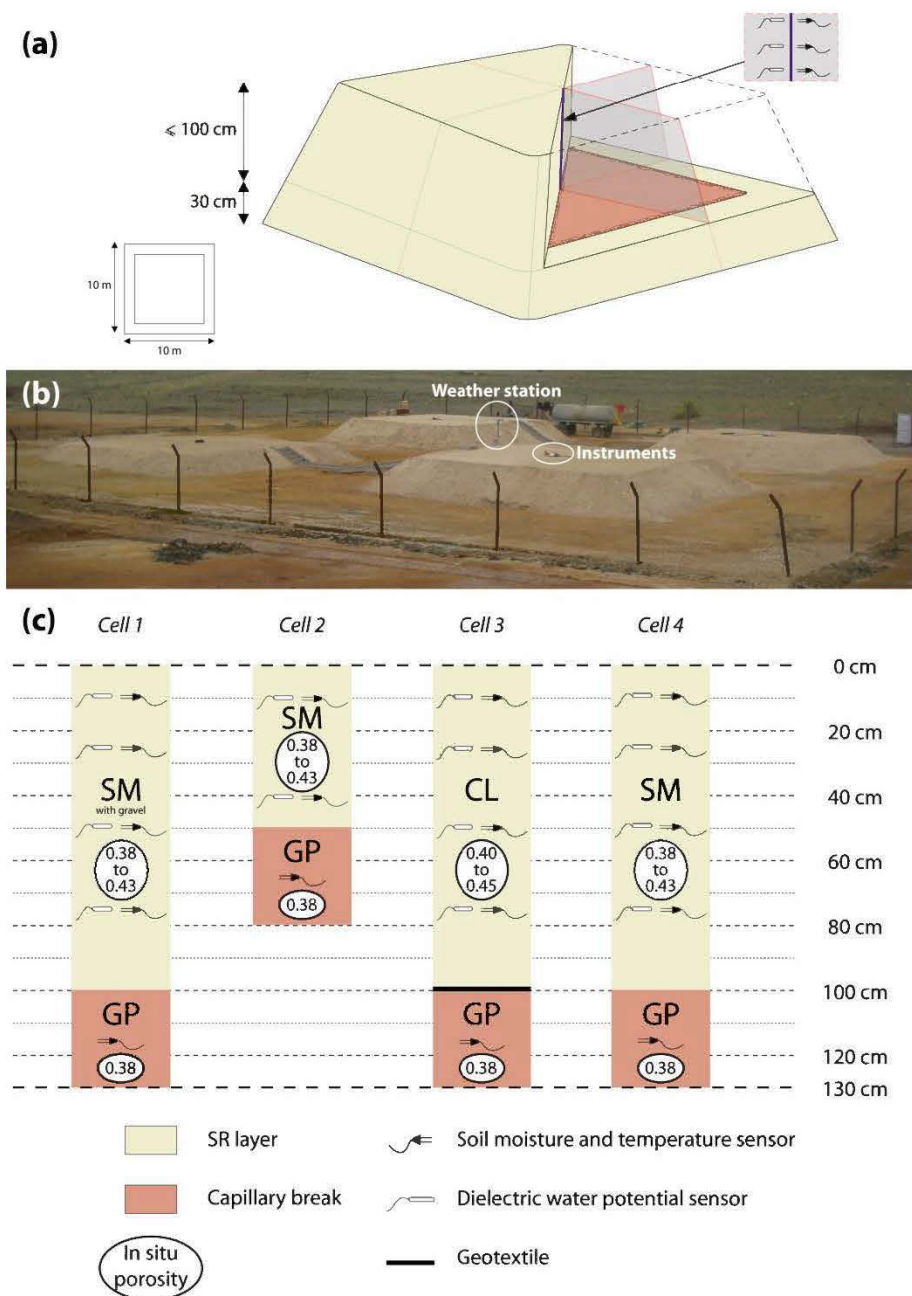 (a)
⩽ 100 cm
30 cm
10 m
10 m
(b)
Weather station
Instruments
(c)
Cell 1
Cell 2
Cell 3
Cell 4
0 cm
SM
0.38
to
0.43
20 cm
SM
with gravel
CL
SM
40 cm
0.38
to
0.43
GP
0.38
0.40
to
0.45
0.38
to
0.43
60 cm
80 cm
100 cm
GP
0.38
GP
0.38
GP
0.38
120 cm
130 cm
SR layer
Soil moisture and temperature sensor
Capillary break
Dielectric water potential sensor
In situ
porosity
Geotextile